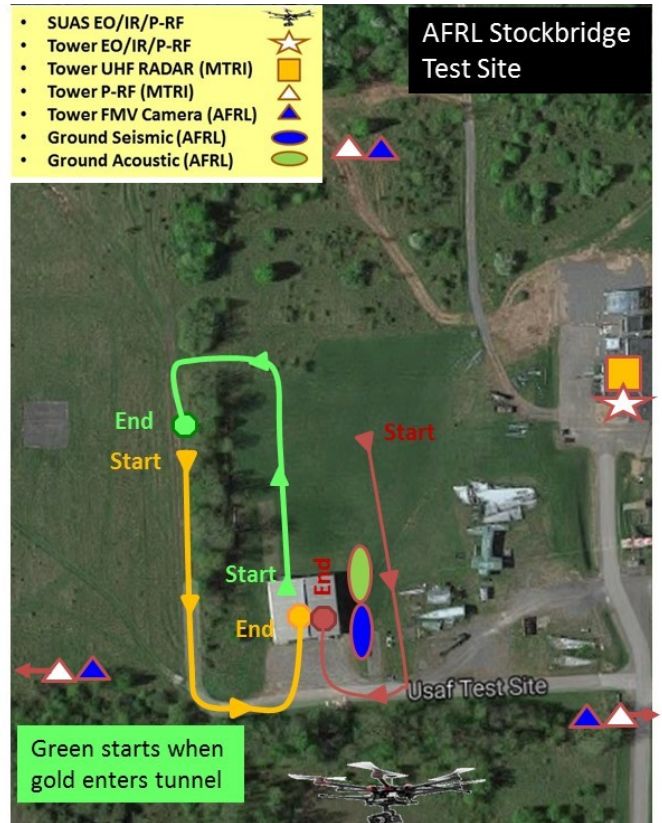 • SUAS EO/IR/P-RF
• Tower EO/IR/P-RF
• Tower UHF RADAR (MTRI)
• Tower P-RF (MTRI)
• Tower FMV Camera (AFRL)
• Ground Seismic (AFRL)
• Ground Acoustic (AFRL)
AFRL Stockbridge
Test Site
End
Start
Start
Start
End
End
Usaf Test Site
Green starts when
gold enters tunnel